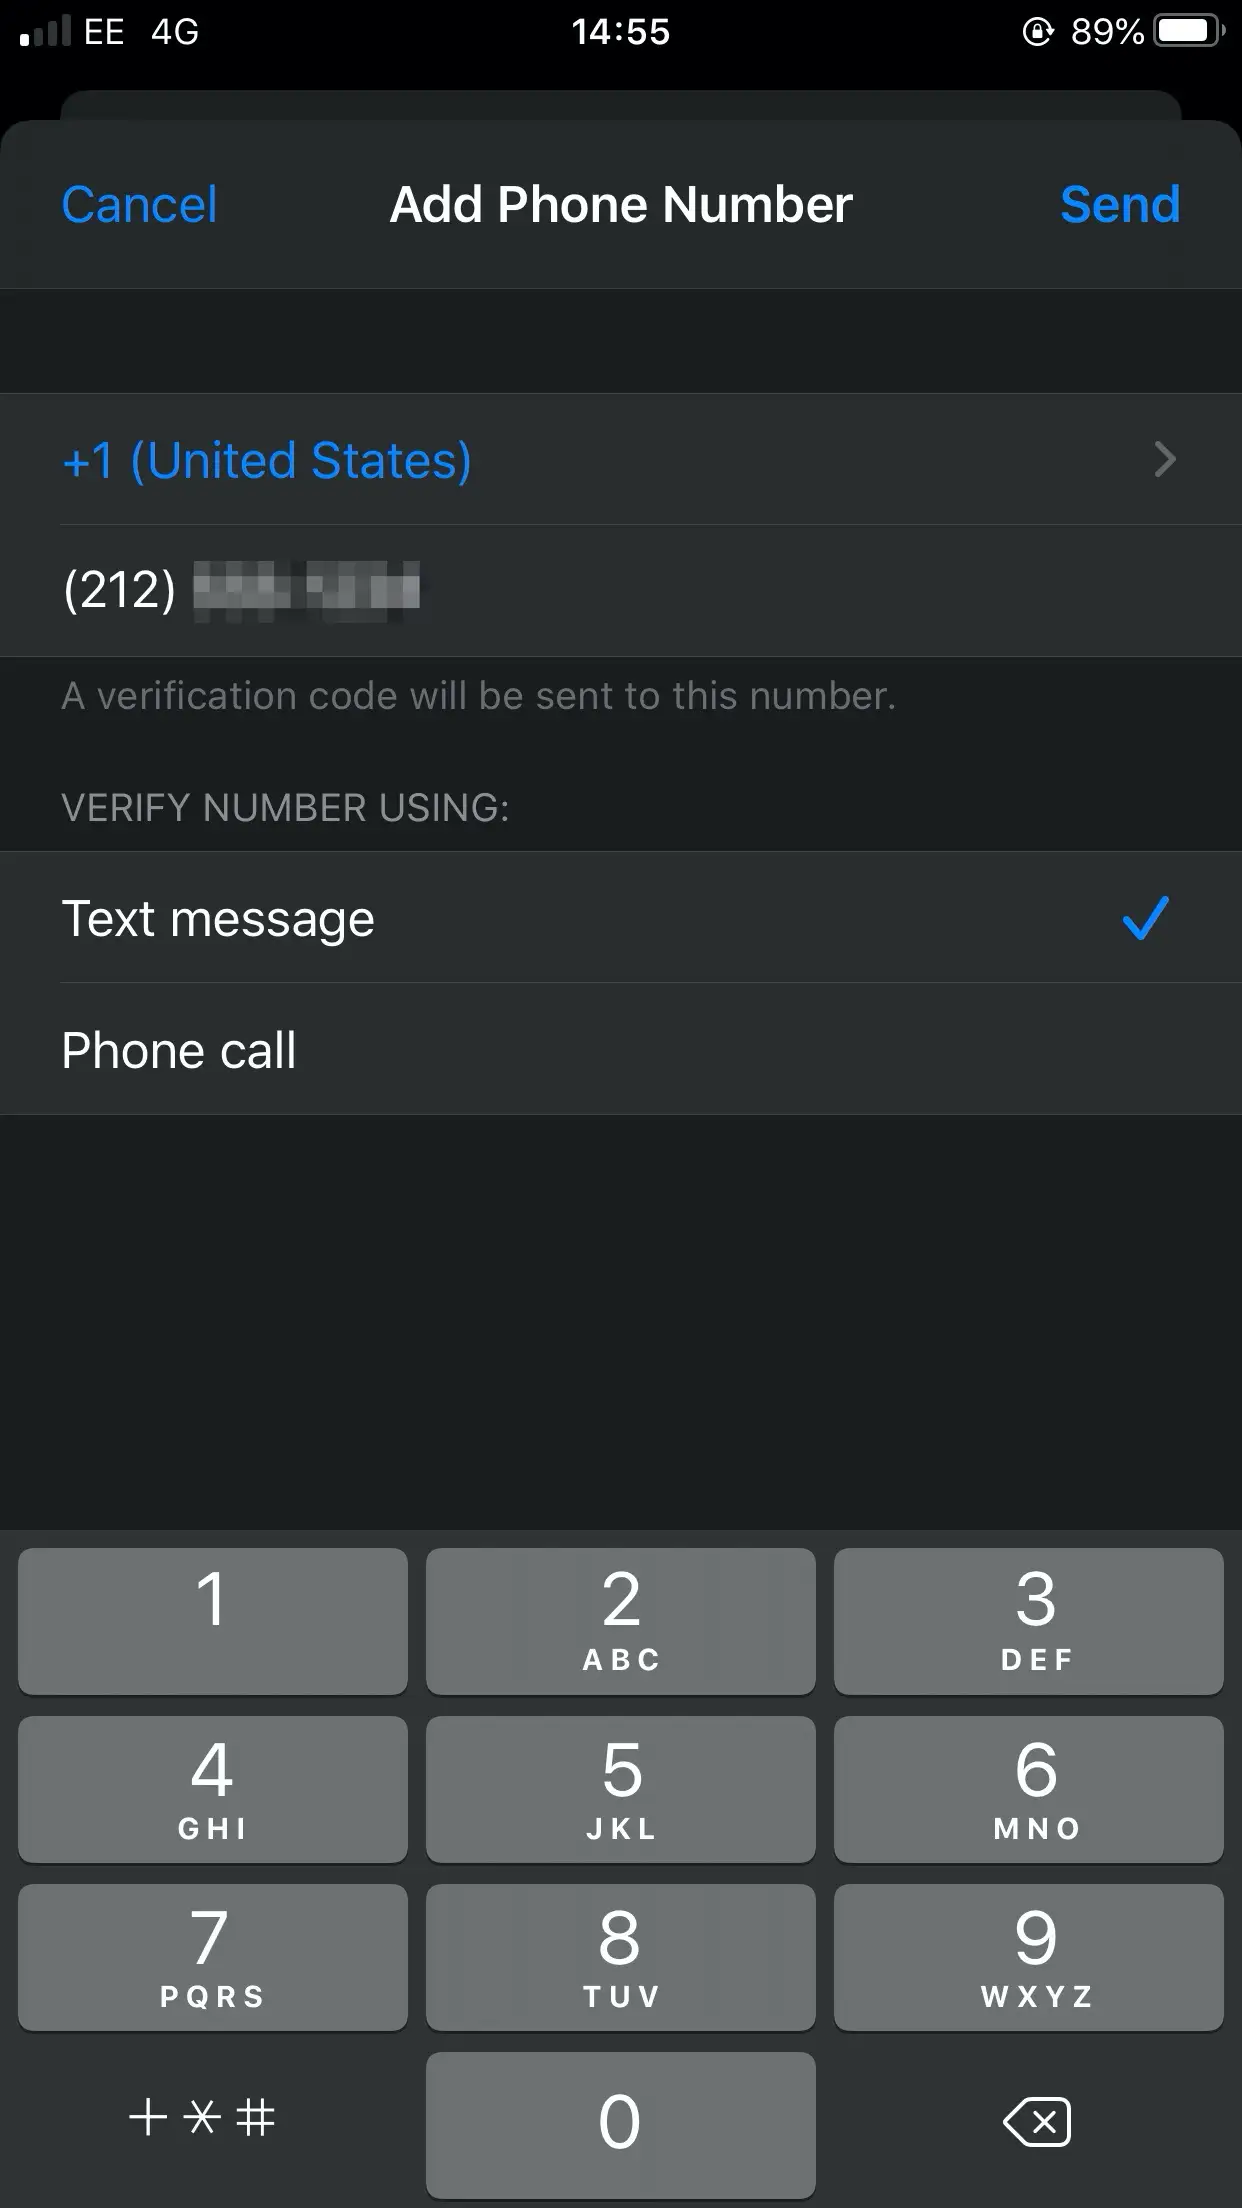 EE 4G 14:55 89%
Cancel Add Phone Number Send
+1 (United States)
(212)
A verification code will be sent to this number.
VERIFY NUMBER USING:
Text message
Phone call
1 2 3
ABC DEF
4 5 6
GHI JKL MNO
7 8 9
PQRS TUV WXYZ
+*# 0